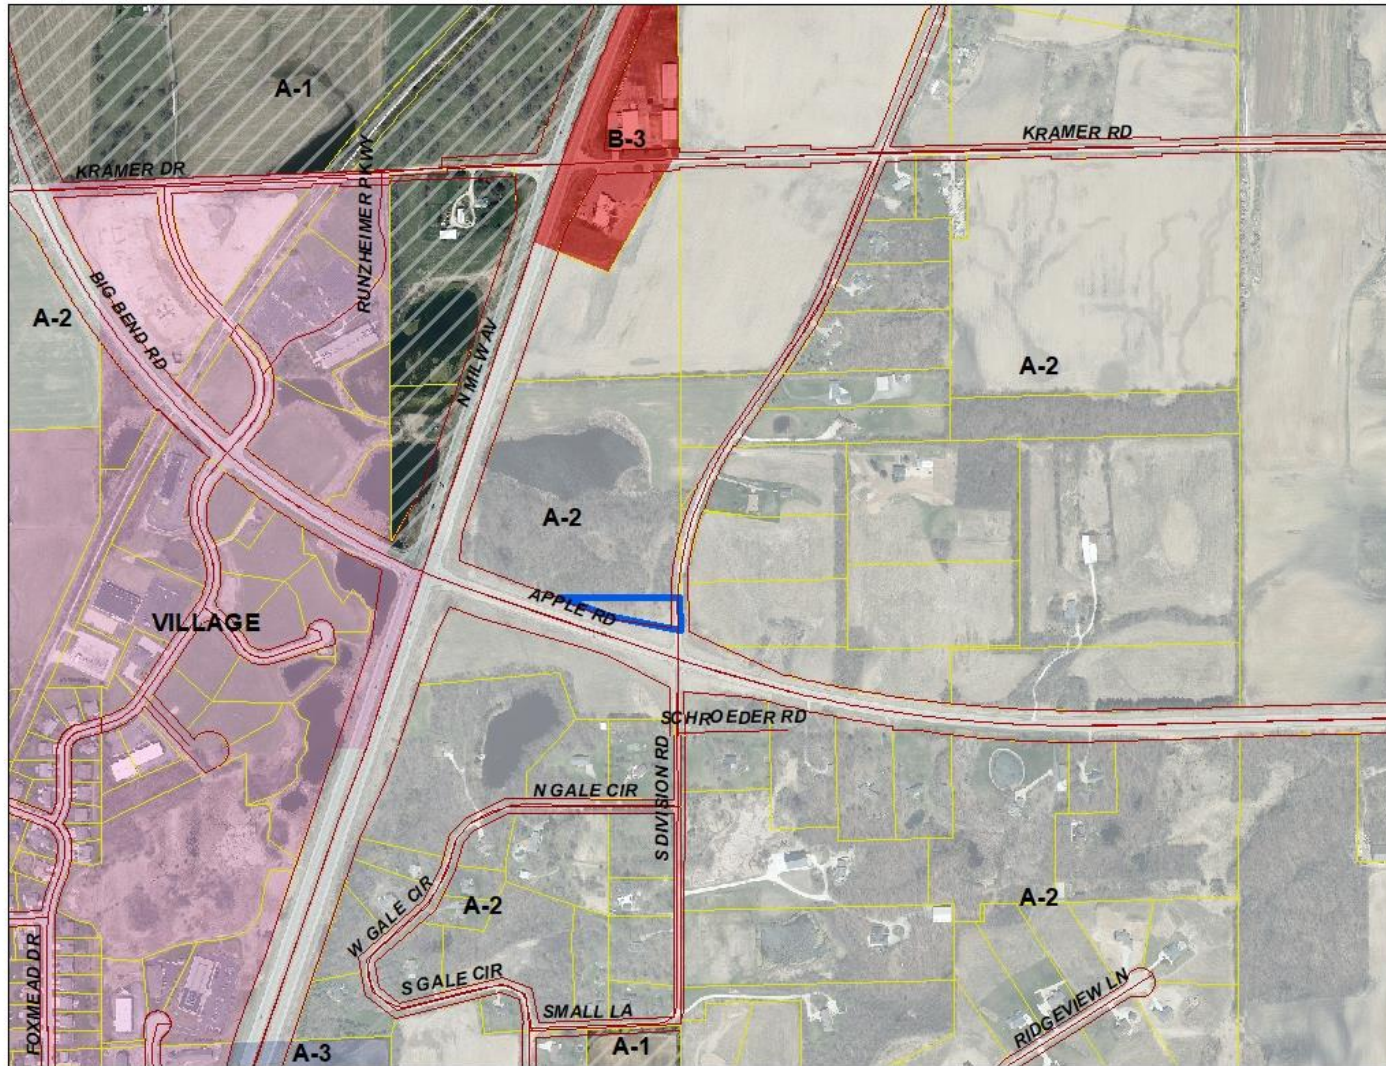 A-1
B-3
KRAMER RD
KRAMER DR
RUNZHEIMER PKWY
BIG BEND RD
A-2
N MILW AV
A-2
A-2
APPLE RD
VILLAGE
SCHROEDER RD
S DIVISION RD
N GALE CIR
W GALE CIR
A-2
A-2
S GALE CIR
SMALL LA
RIDGEVIEW LN
FOXMEAD DR
A-3
A-1